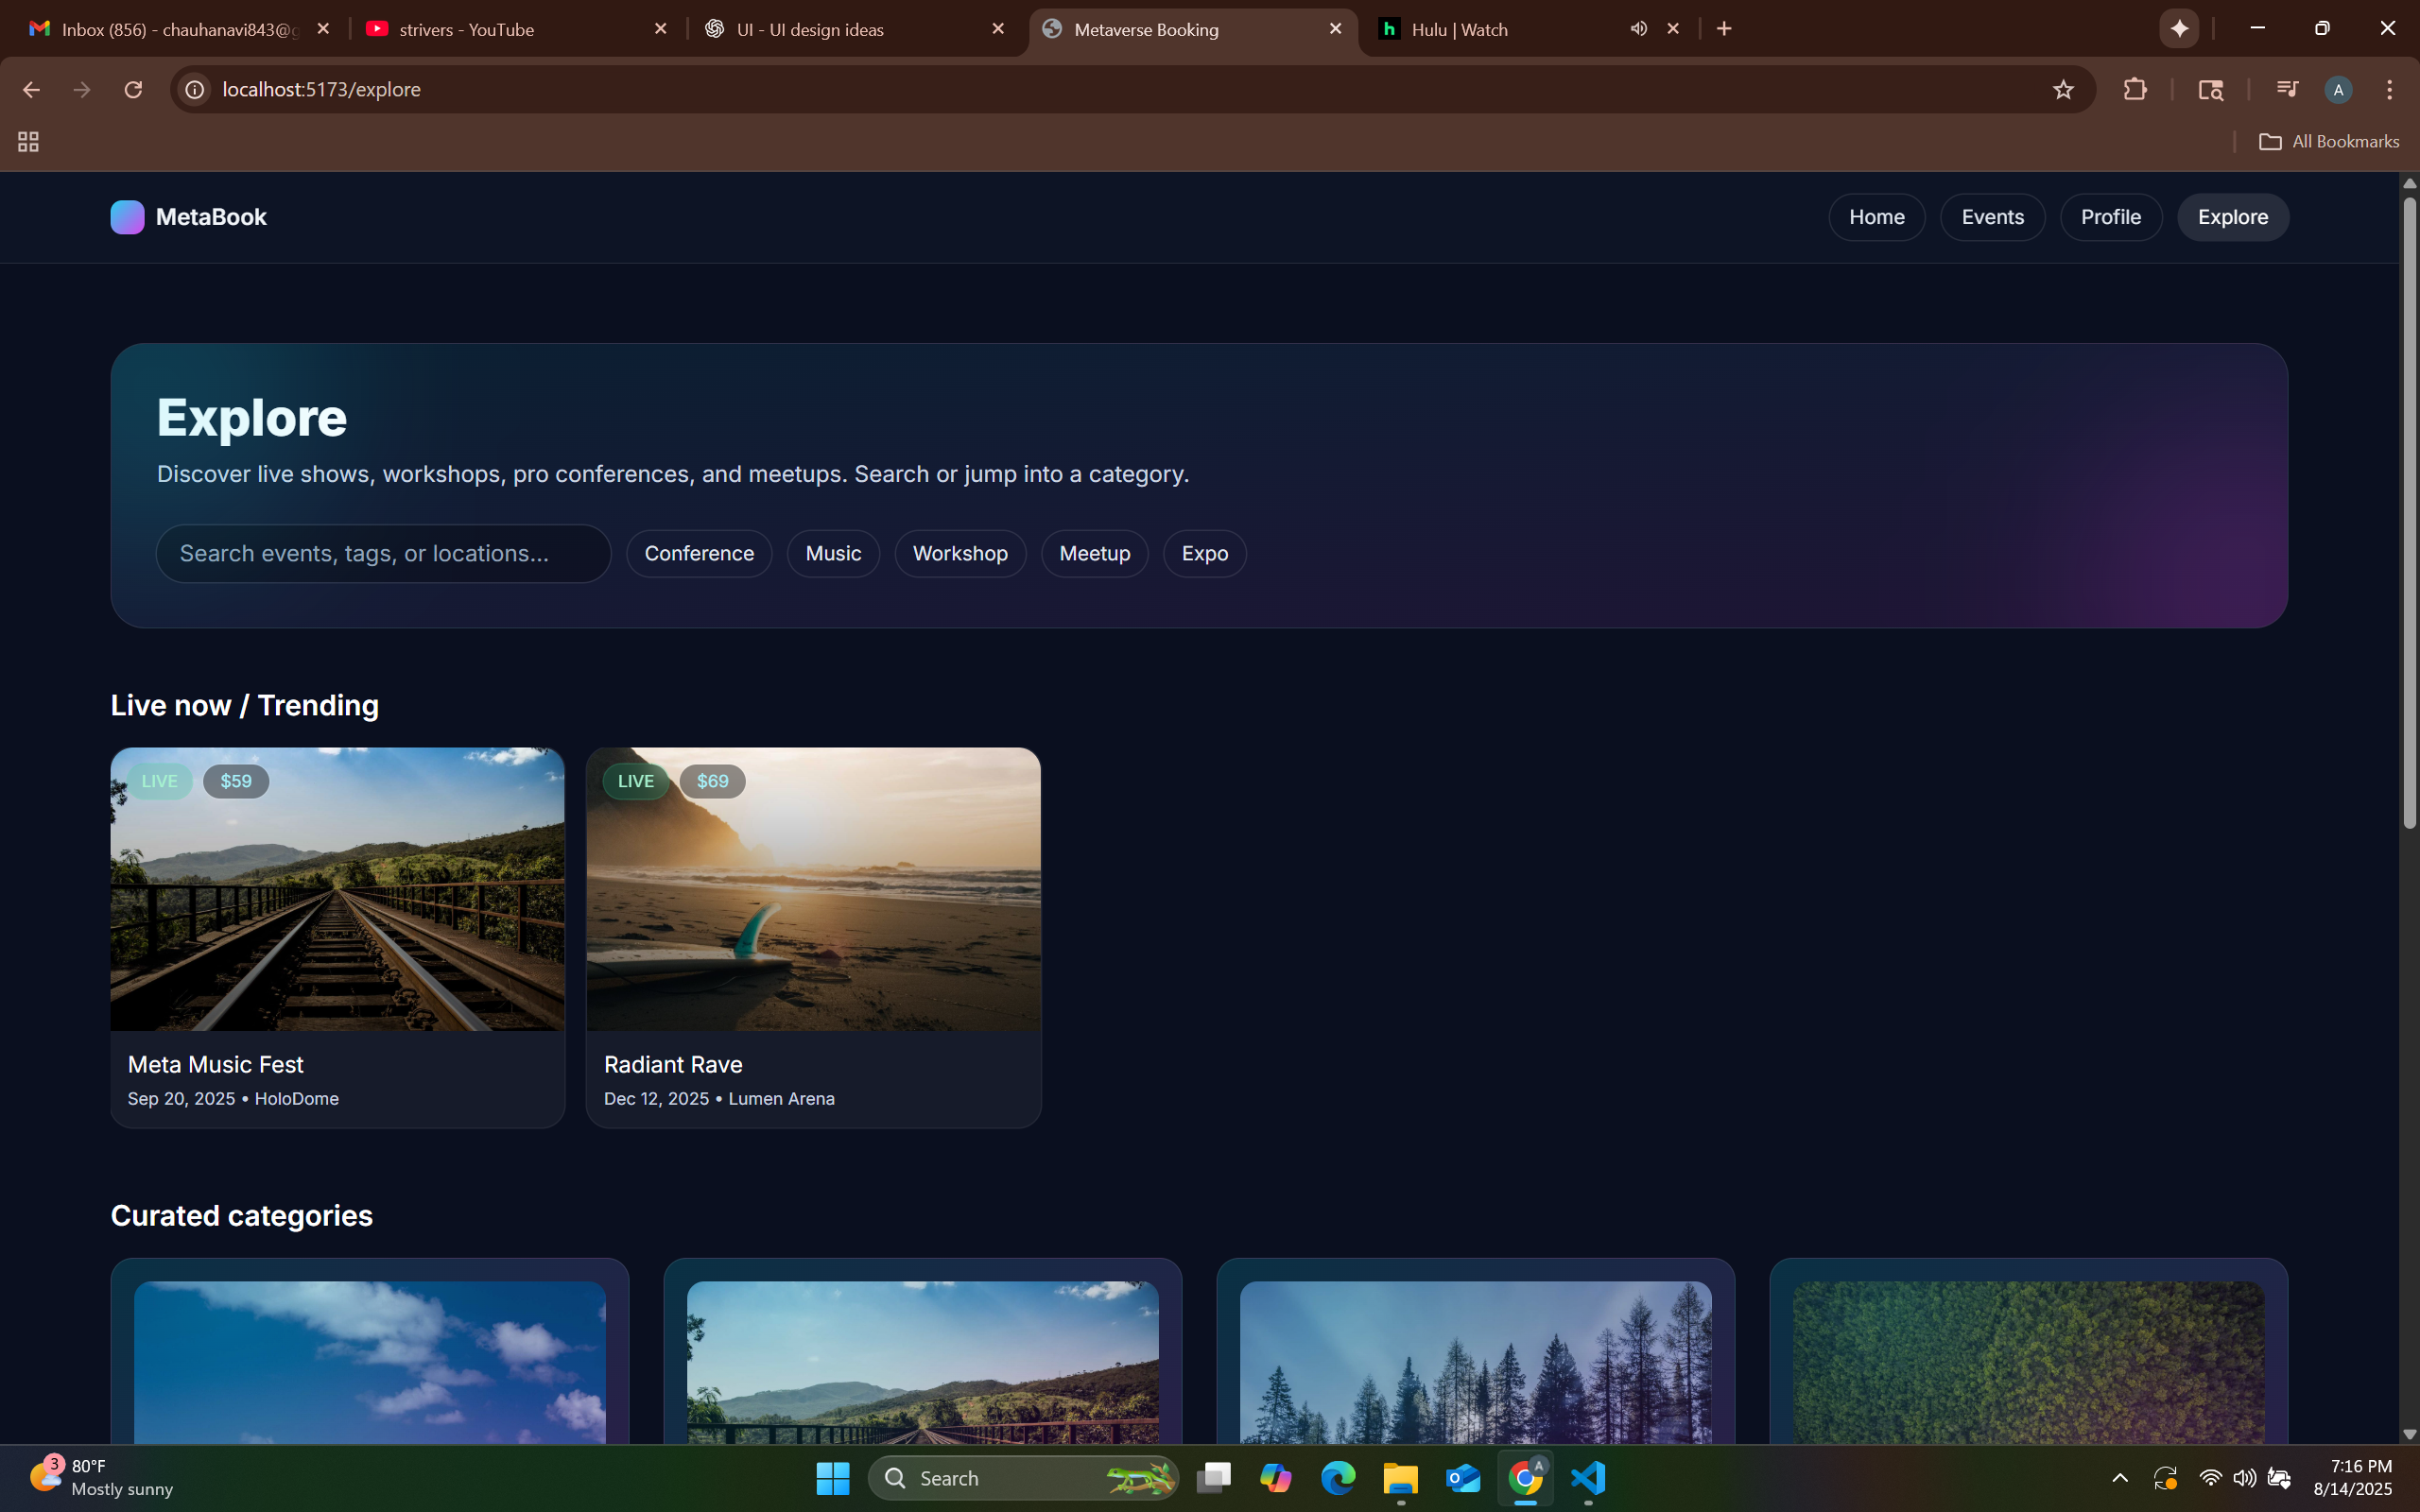 Inbox (856) - chauhanavi843@g
strivers - YouTube
UI - UI design ideas
Metaverse Booking
Hulu | Watch
localhost:5173/explore
A
All Bookmarks
MetaBook
Home
Events
Profile
Explore
Explore
Discover live shows, workshops, pro conferences, and meetups. Search or jump into a category.
Search events, tags, or locations...
Conference
Music
Workshop
Meetup
Expo
Live now / Trending
LIVE
$59
LIVE
$69
Meta Music Fest
Sep 20, 2025 • HoloDome
Radiant Rave
Dec 12, 2025 • Lumen Arena
Curated categories
3
80°F
Mostly sunny
Search
A
7:16 PM
8/14/2025